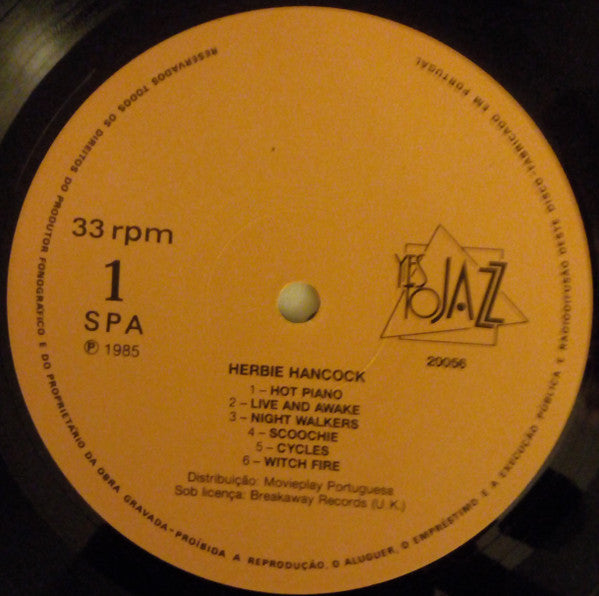 RESERVADOS TODOS OS DIREITOS DO PRODUTOR FONOGRÁFICO E DO PROPRIETÁRIO DA OBRA GRAVADA-PROÍBIDA A REPRODUÇÃO, O ALUGUER, O EMPRÉSTIMO E A EXECUÇÃO PÚBLICA E RADIODIFUSÃO DESTE DISCO-FABRICADO EM PORTUGAL
33 rpm
1
SPA
Ⓟ 1985
YES
TO JAZZ
20056
HERBIE HANCOCK
1 – HOT PIANO
2 – LIVE AND AWAKE
3 – NIGHT WALKERS
4 – SCOOCHIE
5 – CYCLES
6 – WITCH FIRE
Distribuição: Movieplay Portuguesa
Sob licença: Breakaway Records (U.K.)